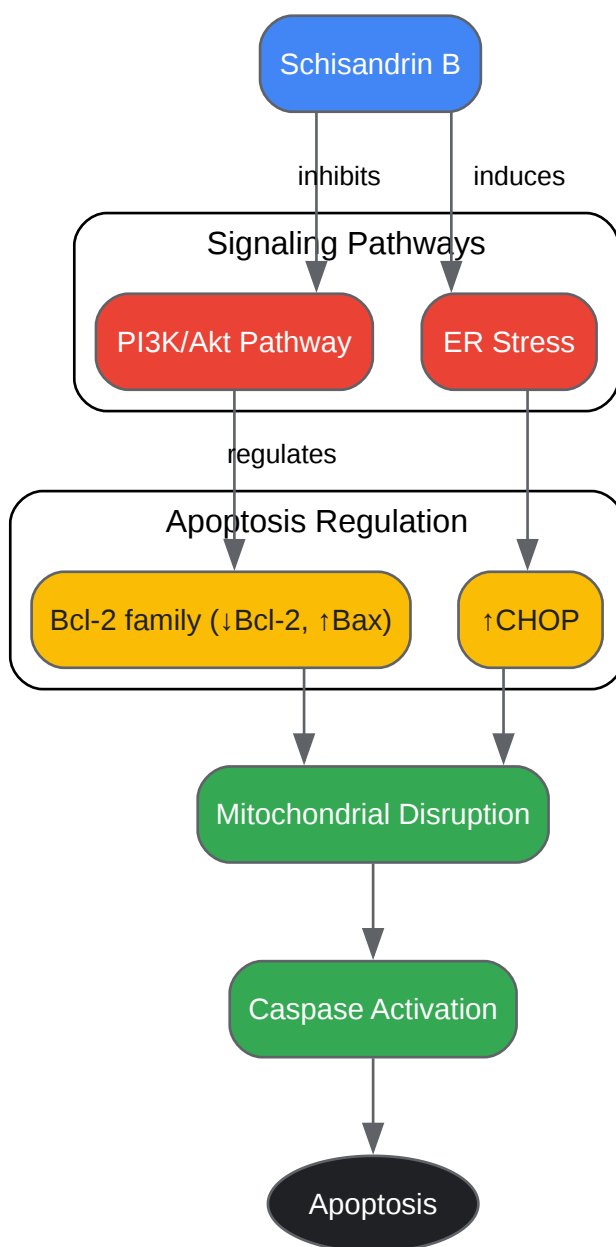 Schisandrin B
inhibits
induces
Signaling Pathways
PI3K/Akt Pathway
ER Stress
regulates
Apoptosis Regulation
Bcl-2 family (↓Bcl-2, ↑Bax)
↑CHOP
Mitochondrial Disruption
Caspase Activation
Apoptosis